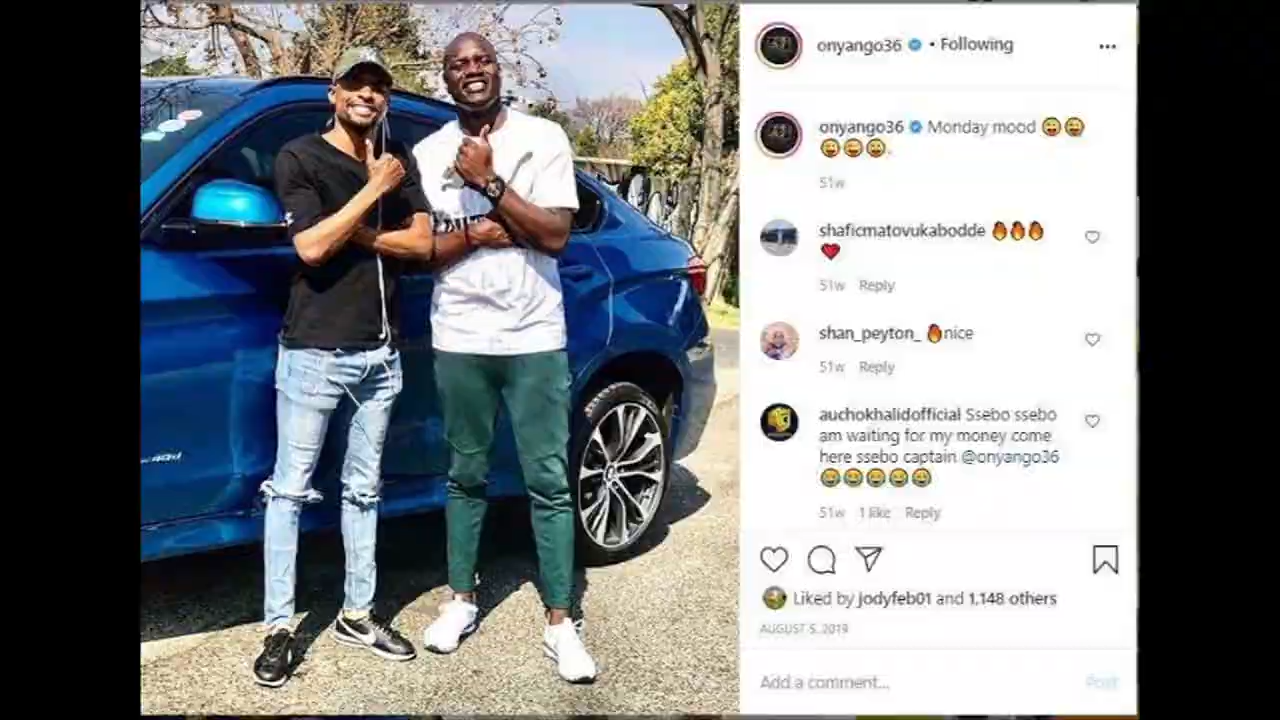 onyango36 • Following
onyango36 Monday mood 😜😜
😜😜😜.
51w
shaficmatovukabodde 🔥🔥🔥
❤️
51w Reply
shan_peyton_ 🔥nice
51w Reply
auchokhalidofficial Ssebo ssebo
am waiting for my money come
here ssebo captain @onyango36
😂😂😂😂😂
51w 1 like Reply
Liked by jodyfeb01 and 1,148 others
AUGUST 5, 2019
Add a comment...
Post